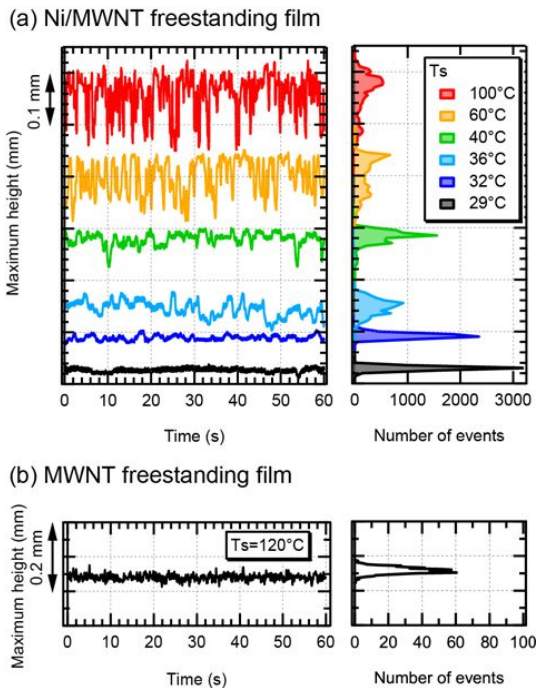 (a) Ni/MWNT freestanding film
Maximum height (mm)
0.1 mm
Ts
100°C
60°C
40°C
36°C
32°C
29°C
0 10 20 30 40 50 60
0 1000 2000 3000
Time (s)
Number of events
(b) MWNT freestanding film
Maximum height (mm)
0.2 mm
Ts=120°C
0 10 20 30 40 50 60
0 20 40 60 80 100
Time (s)
Number of events